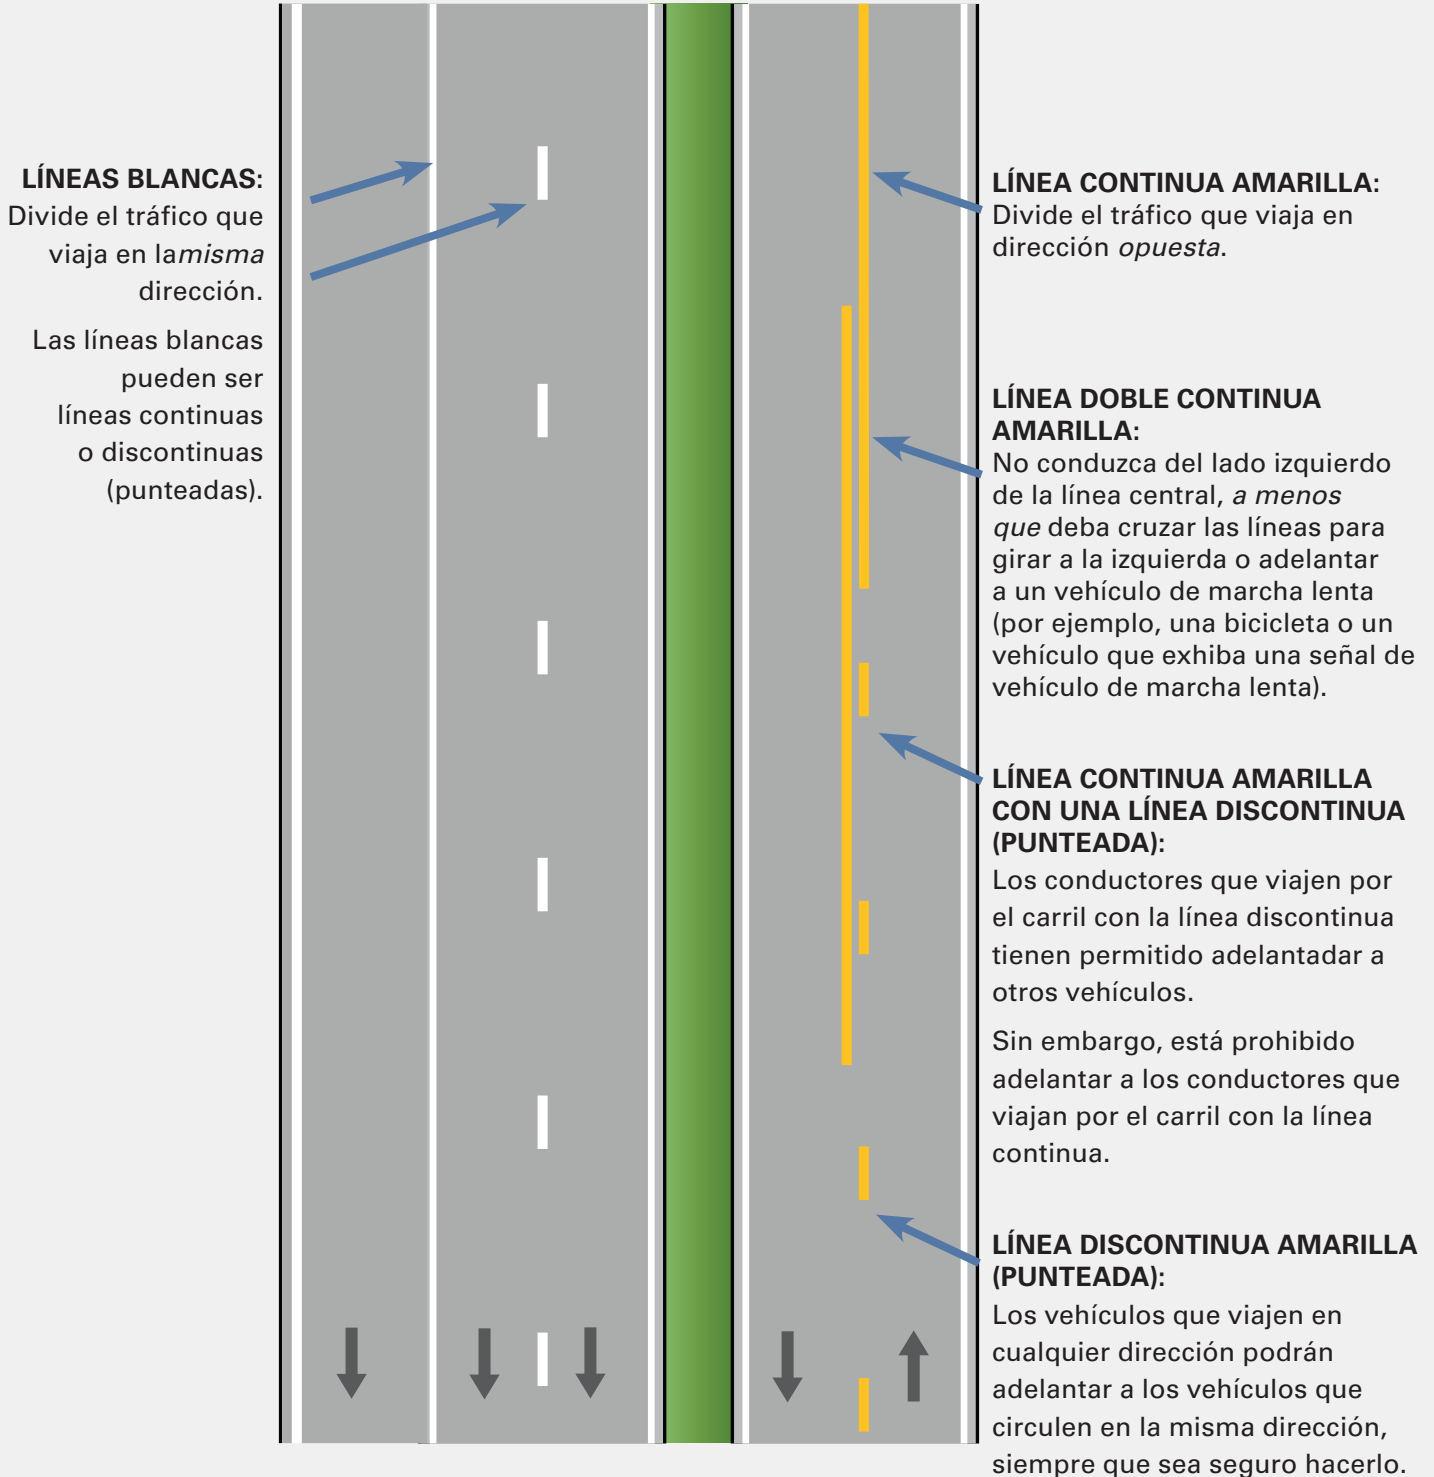 LÍNEAS BLANCAS:
Divide el tráfico que
viaja en lamisma
dirección.
Las líneas blancas
pueden ser
líneas continuas
o discontinuas
(punteadas).
LÍNEA CONTINUA AMARILLA:
Divide el tráfico que viaja en
dirección opuesta.
LÍNEA DOBLE CONTINUA
AMARILLA:
No conduzca del lado izquierdo
de la línea central, a menos
que deba cruzar las líneas para
girar a la izquierda o adelantar
a un vehículo de marcha lenta
(por ejemplo, una bicicleta o un
vehículo que exhiba una señal de
vehículo de marcha lenta).
LÍNEA CONTINUA AMARILLA
CON UNA LÍNEA DISCONTINUA
(PUNTEADA):
Los conductores que viajen por
el carril con la línea discontinua
tienen permitido adelantadar a
otros vehículos.
Sin embargo, está prohibido
adelantar a los conductores que
viajan por el carril con la línea
continua.
LÍNEA DISCONTINUA AMARILLA
(PUNTEADA):
Los vehículos que viajen en
cualquier dirección podrán
adelantar a los vehículos que
circulen en la misma dirección,
siempre que sea seguro hacerlo.